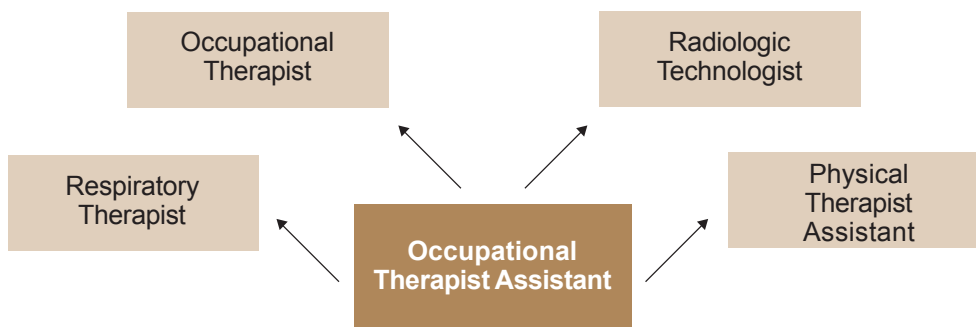 Occupational
Therapist
Radiologic
Technologist
Respiratory
Therapist
Physical
Therapist
Assistant
Occupational
Therapist Assistant